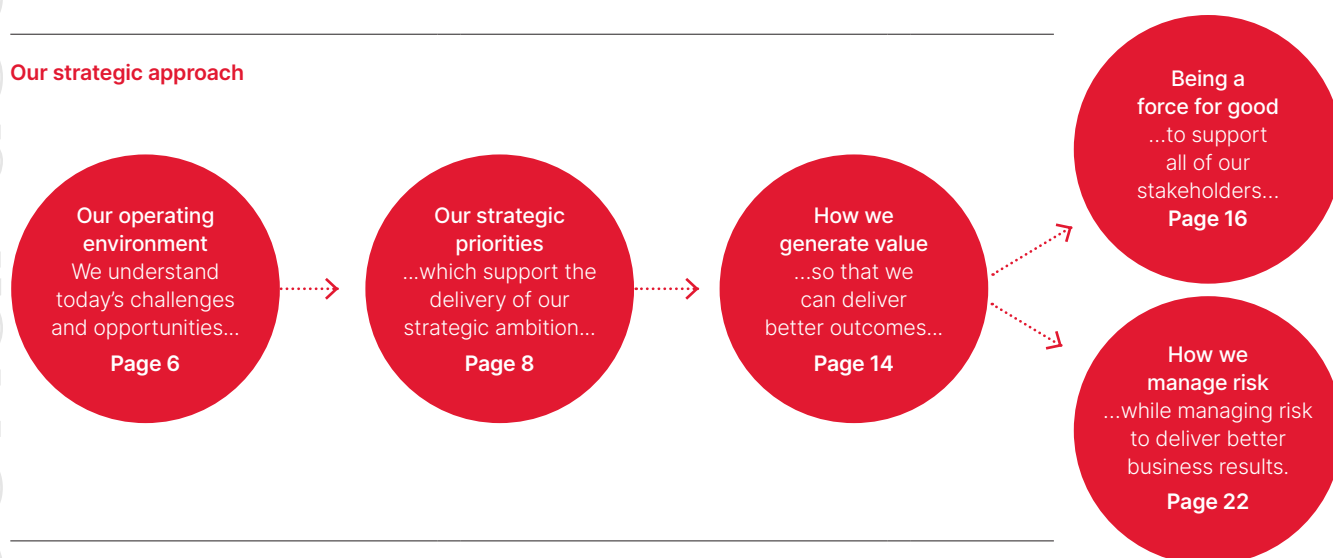 Our strategic approach
Our operating
environment
We understand
today's challenges
and opportunities...
Page 6
Our strategic
priorities
...which support the
delivery of our
strategic ambition...
Page 8
How we
generate value
...so that we
can deliver
better outcomes...
Page 14
Being a
force for good
...to support
all of our
stakeholders...
Page 16
How we
manage risk
...while managing risk
to deliver better
business results.
Page 22